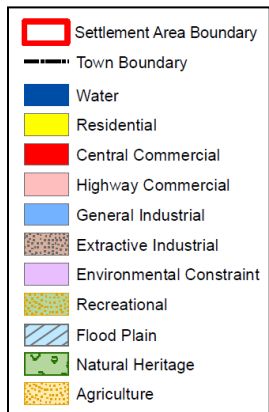 Settlement Area Boundary
Town Boundary
Water
Residential
Central Commercial
Highway Commercial
General Industrial
Extractive Industrial
Environmental Constraint
Recreational
Flood Plain
Natural Heritage
Agriculture